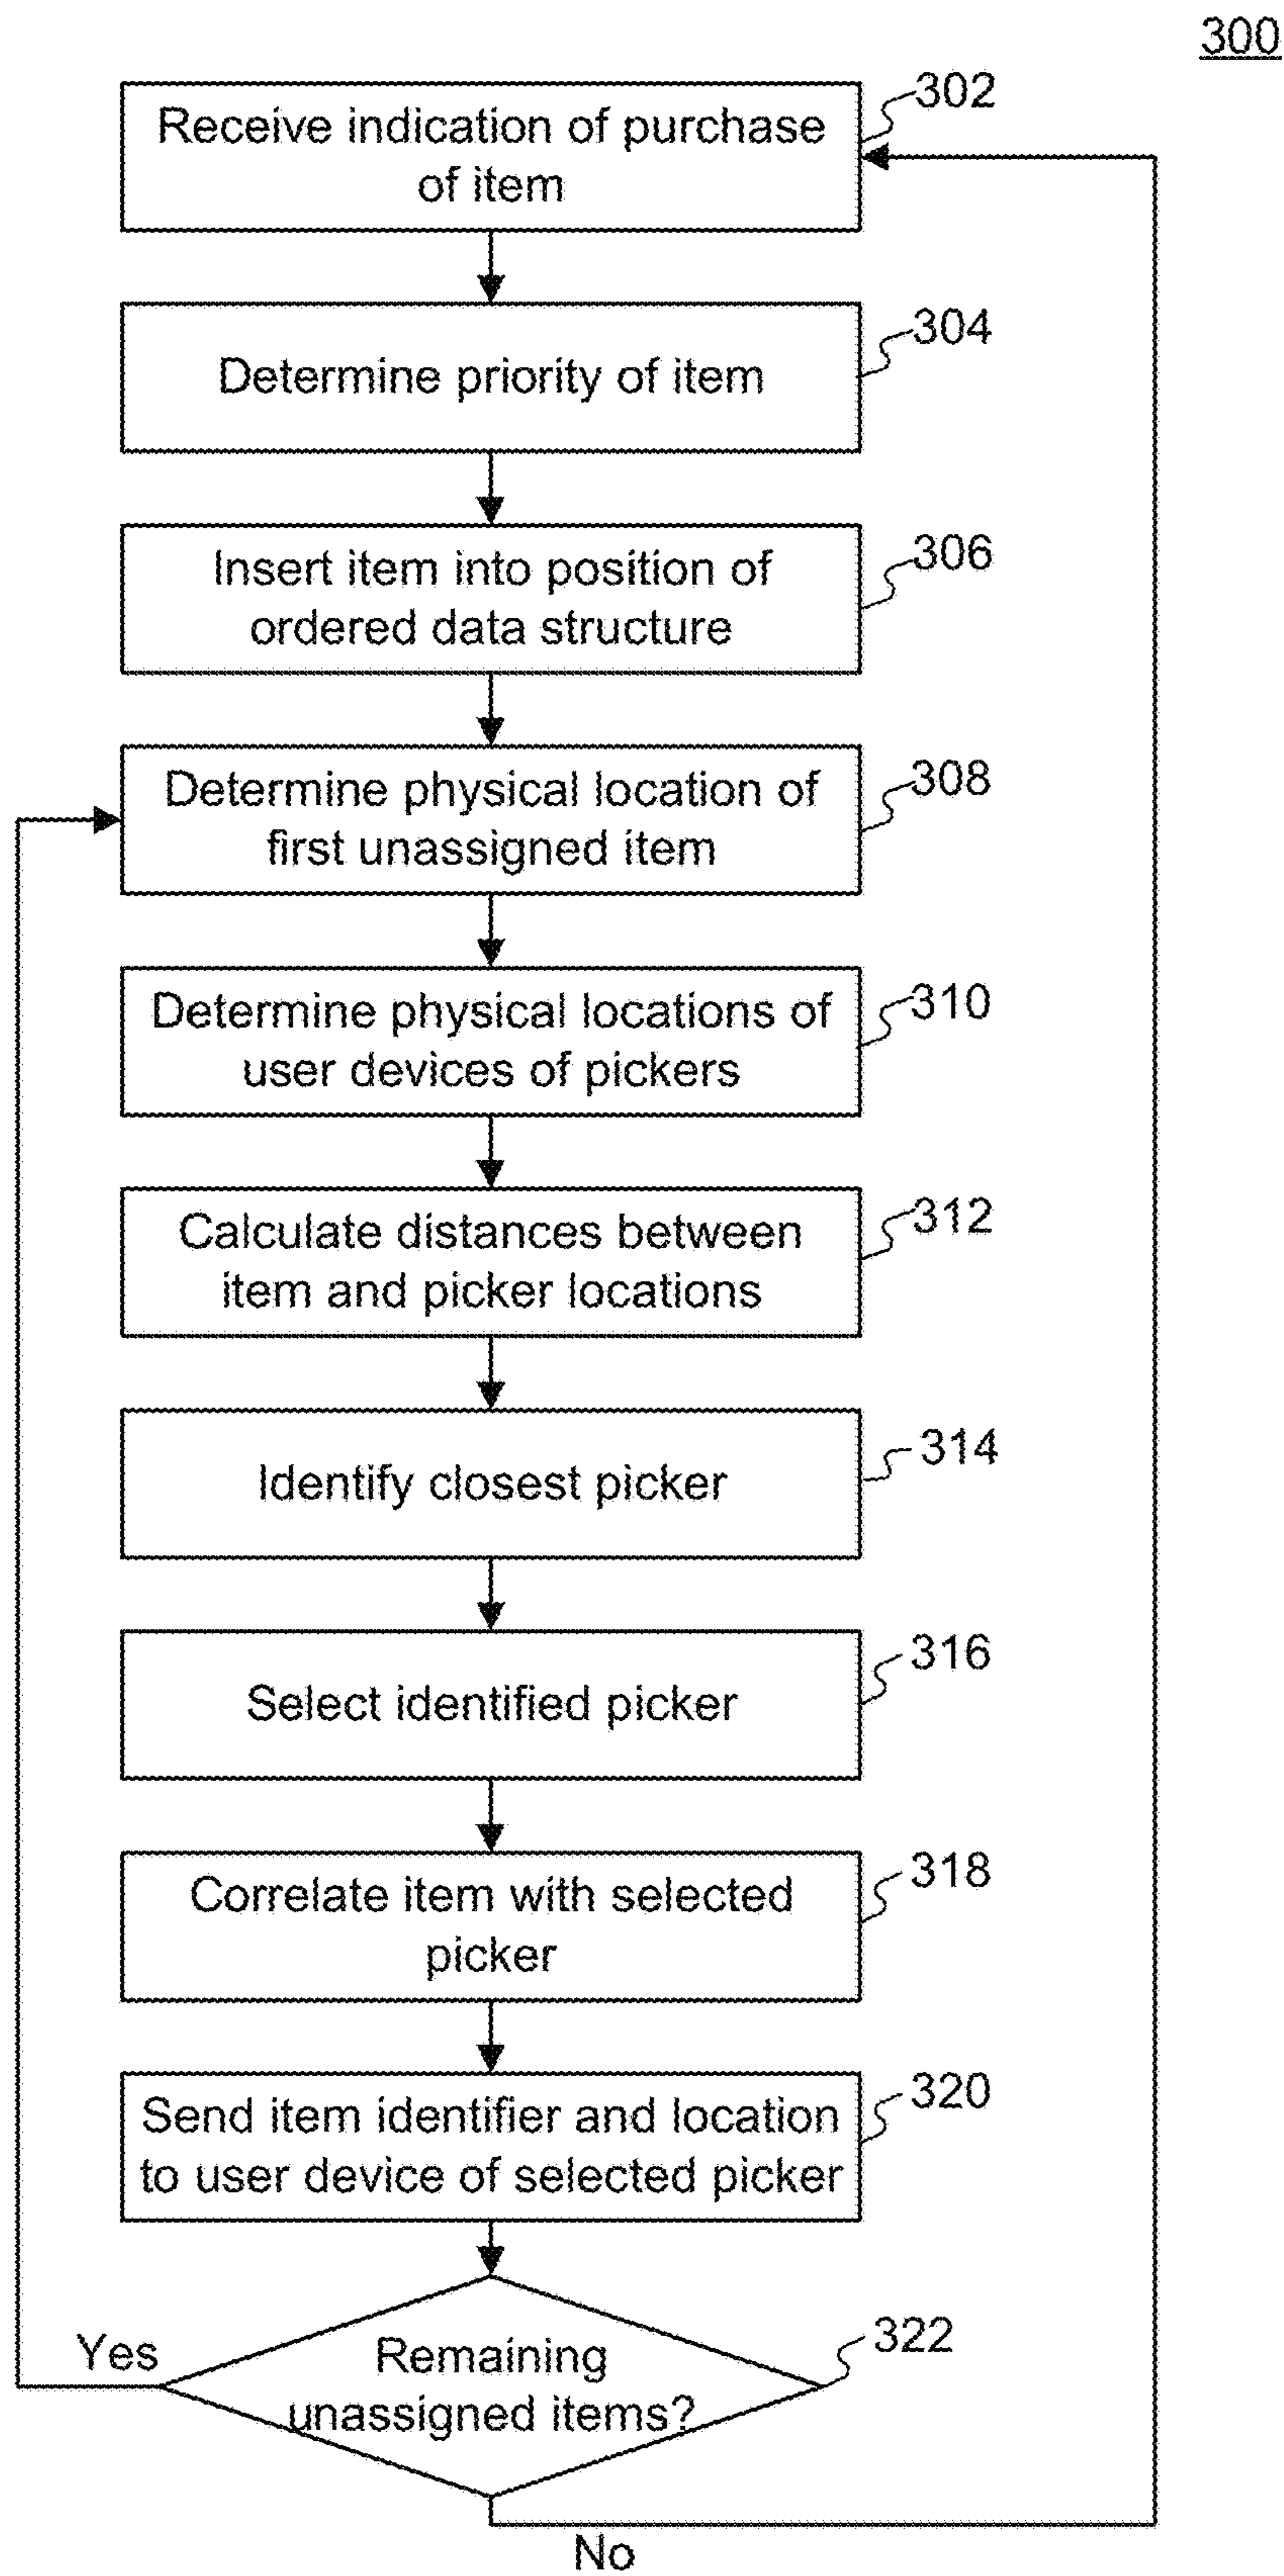 300
Receive indication of purchase
of item
302
Determine priority of item
304
Insert item into position of
ordered data structure
306
Determine physical location of
first unassigned item
308
Determine physical locations of
user devices of pickers
310
Calculate distances between
item and picker locations
312
Identify closest picker
314
Select identified picker
316
Correlate item with selected
picker
318
Send item identifier and location
to user device of selected picker
320
Remaining
unassigned items?
322
Yes
No